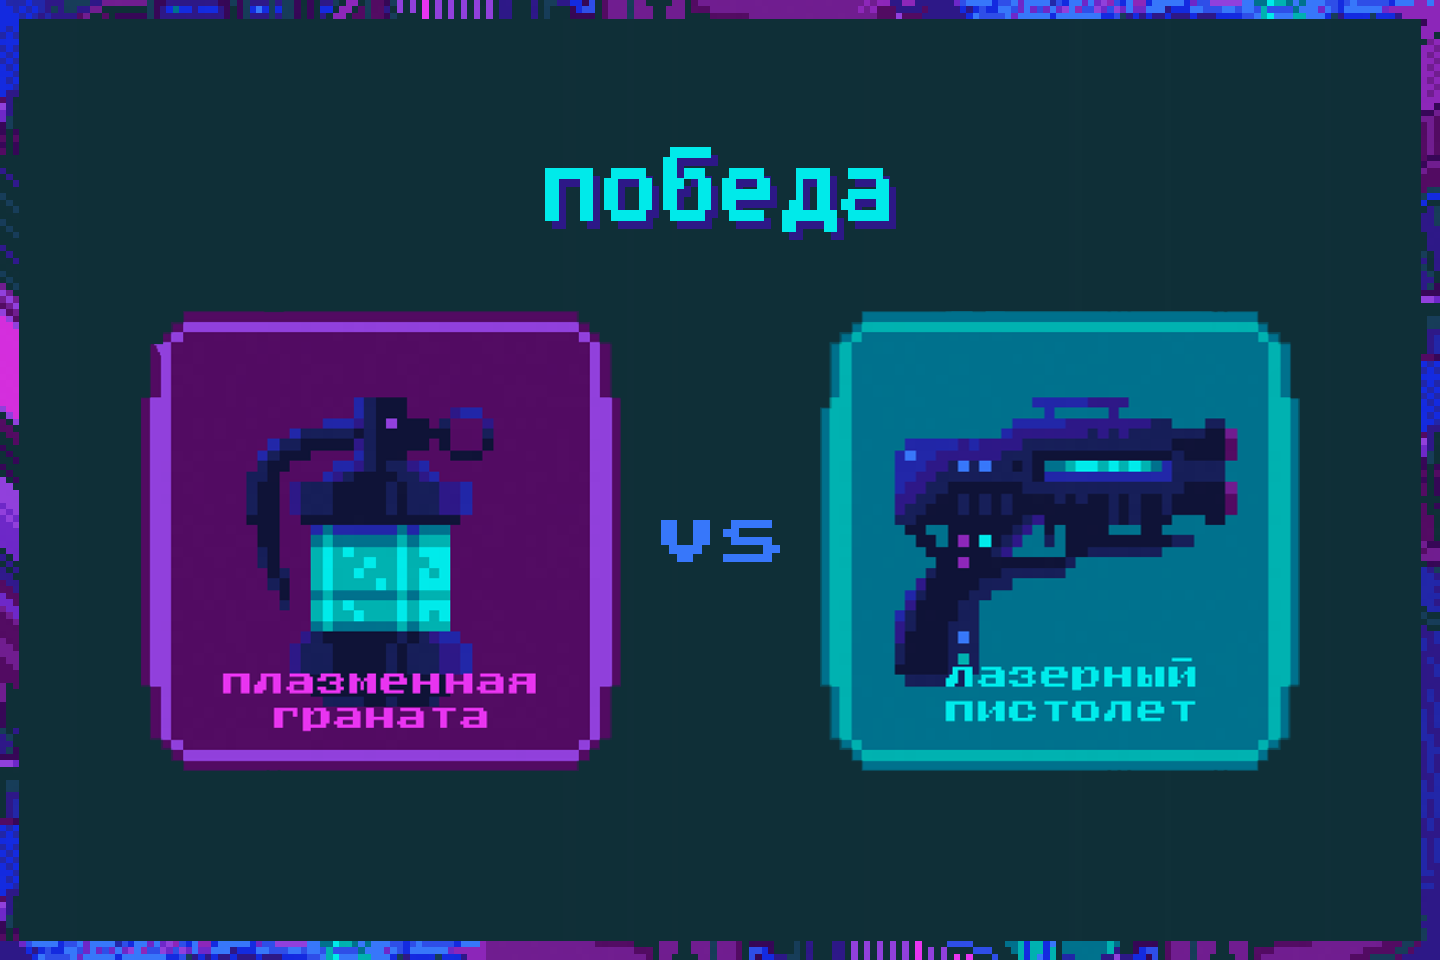 победа
плазменная
граната
vs
лазерный
пистолет